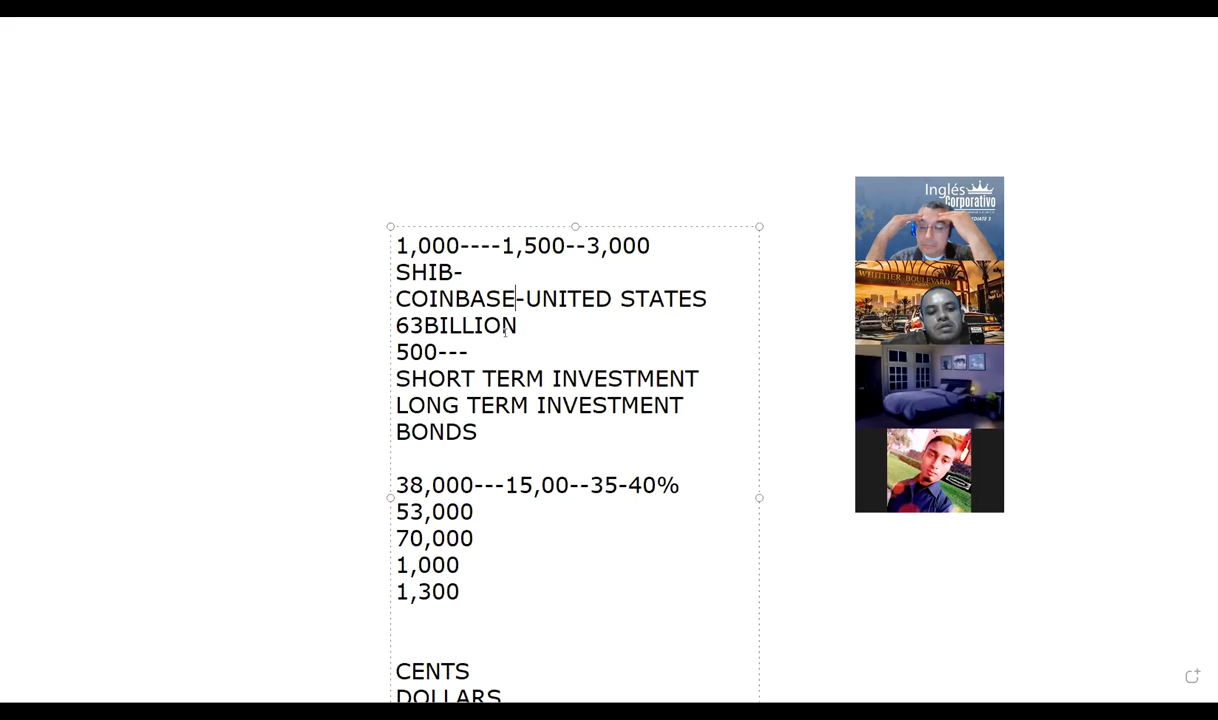 1,000----1,500--3,000
SHIB-
COINBASE-UNITED STATES
63BILLION
500---
SHORT TERM INVESTMENT
LONG TERM INVESTMENT
BONDS
38,000---15,00--35-40%
53,000
70,000
1,000
1,300
CENTS
DOLLARS
Inglés
Corporativo
WHITTIER BOULEVARD